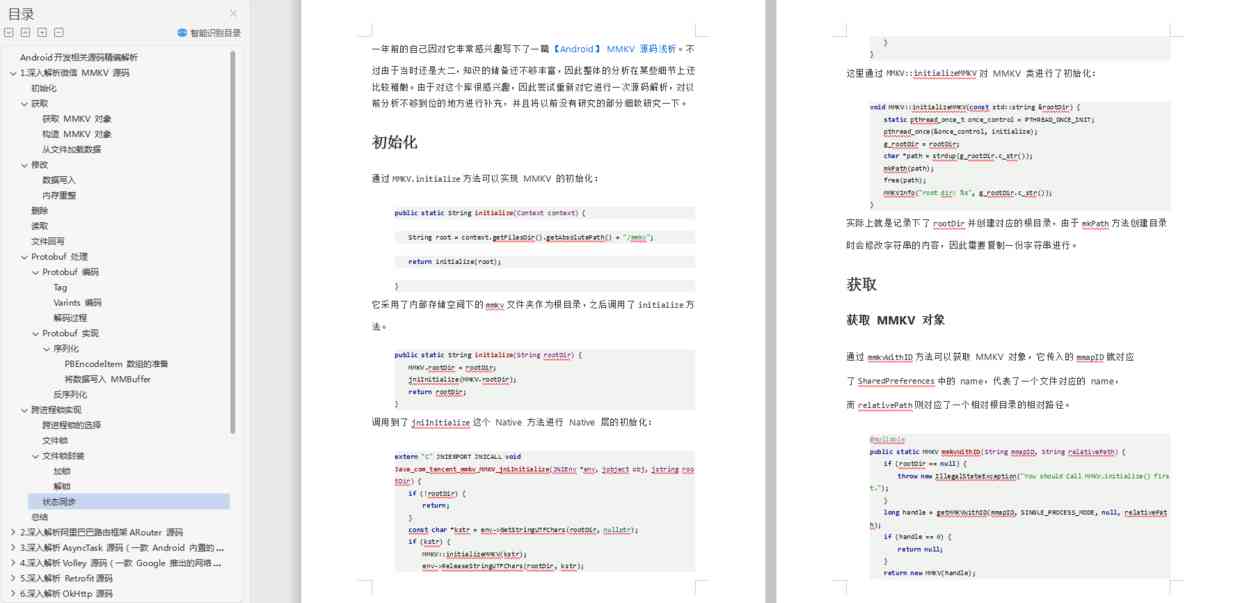 目录
智能识别目录
Android开发相关源码精编解析
1.深入解析微信 MMKV 源码
初始化
获取
获取 MMKV 对象
构造 MMKV 对象
从文件加载数据
修改
数据写入
内存重整
删除
读取
文件回写
Protobuf 处理
Protobuf 编码
Tag
Varints 编码
解码过程
Protobuf 实现
序列化
PBEncodeItem 数组的准备
将数据写入 MMBuffer
反序列化
跨进程锁实现
跨进程锁的选择
文件锁
文件锁封装
加锁
解锁
状态同步
总结
2.深入解析阿里巴巴路由框架 ARouter 源码
3.深入解析 AsyncTask 源码（一款 Android 内置的...
4.深入解析 Volley 源码（一款 Google 推出的网络...
5.深入解析 Retrofit 源码
6.深入解析 OkHttp 源码
一年前的自己因对它非常感兴趣写下了一篇【Android】 MMKV 源码浅析。不
过由于当时还是大二，知识的储备还不够丰富，因此整体的分析在某些细节上还
比较稚嫩。由于对这个库很感兴趣，因此尝试重新对它进行一次源码解析，对以
前分析不够到位的地方进行补充，并且将以前没有研究的部分细致研究一下。
初始化
通过 MMKV.initialize 方法可以实现 MMKV 的初始化：
public static String initialize(Context context) {
String root = context.getFilesDir().getAbsolutePath() + "/mmkv";
return initialize(root);
}
它采用了内部存储空间下的 mmkv 文件夹作为根目录，之后调用了 initialize 方
法。
public static String initialize(String rootDir) {
MMKV.rootDir = rootDir;
jniInitialize(MMKV.rootDir);
return rootDir;
}
调用到了 jniInitialize 这个 Native 方法进行 Native 层的初始化：
extern "C" JNIEXPORT JNICALL void
Java_com_tencent_mmkv_MMKV_jniInitialize(JNIEnv *env, jobject obj, jstring roo
tDir) {
if (!rootDir) {
return;
}
const char *kstr = env->GetStringUTFChars(rootDir, nullptr);
if (kstr) {
MMKV::initializeMMKV(kstr);
env->ReleaseStringUTFChars(rootDir, kstr);
}
}
这里通过 MMKV::initializeMMKV 对 MMKV 类进行了初始化：
void MMKV::initializeMMKV(const std::string &rootDir) {
static pthread_once_t once_control = PTHREAD_ONCE_INIT;
pthread_once(&once_control, initialize);
g_rootDir = rootDir;
char *path = strdup(g_rootDir.c_str());
mkPath(path);
free(path);
MMKVInfo("root dir: %s", g_rootDir.c_str());
}
实际上就是记录下了 rootDir 并创建对应的根目录，由于 mkPath 方法创建目录
时会修改字符串的内容，因此需要复制一份字符串进行。
获取
获取 MMKV 对象
通过 mmkvWithID 方法可以获取 MMKV 对象，它传入的 mmapID 就对应
了 SharedPreferences 中的 name，代表了一个文件对应的 name，
而 relativePath 则对应了一个相对根目录的相对路径。
@Nullable
public static MMKV mmkvWithID(String mmapID, String relativePath) {
if (rootDir == null) {
throw new IllegalStateException("You should Call MMKV.initialize() firs
t.");
}
long handle = getMMKVWithID(mmapID, SINGLE_PROCESS_MODE, null, relativePat
h);
if (handle == 0) {
return null;
}
return new MMKV(handle);